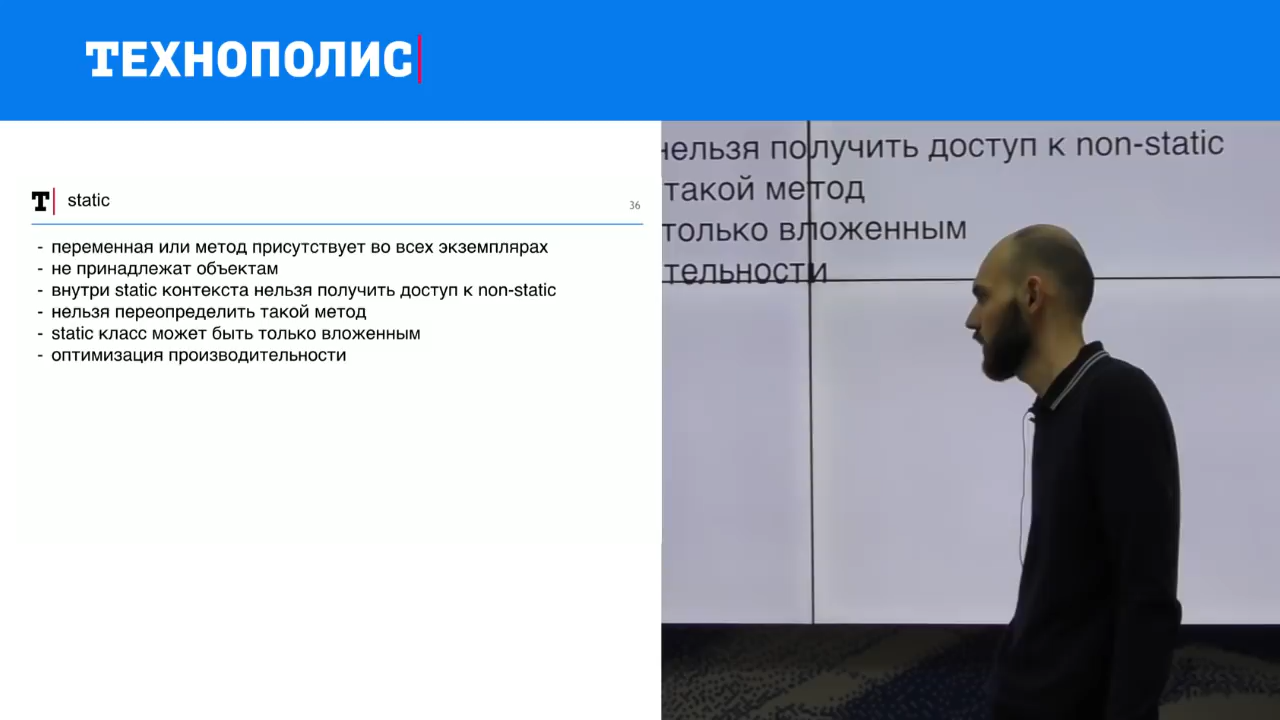 ТЕХНОПОЛИС
T static
36
- переменная или метод присутствует во всех экземплярах
- не принадлежат объектам
- внутри static контекста нельзя получить доступ к non-static
- нельзя переопределить такой метод
- static класс может быть только вложенным
- оптимизация производительности
нельзя получить доступ к non-static
такой метод
только вложенным
тельности